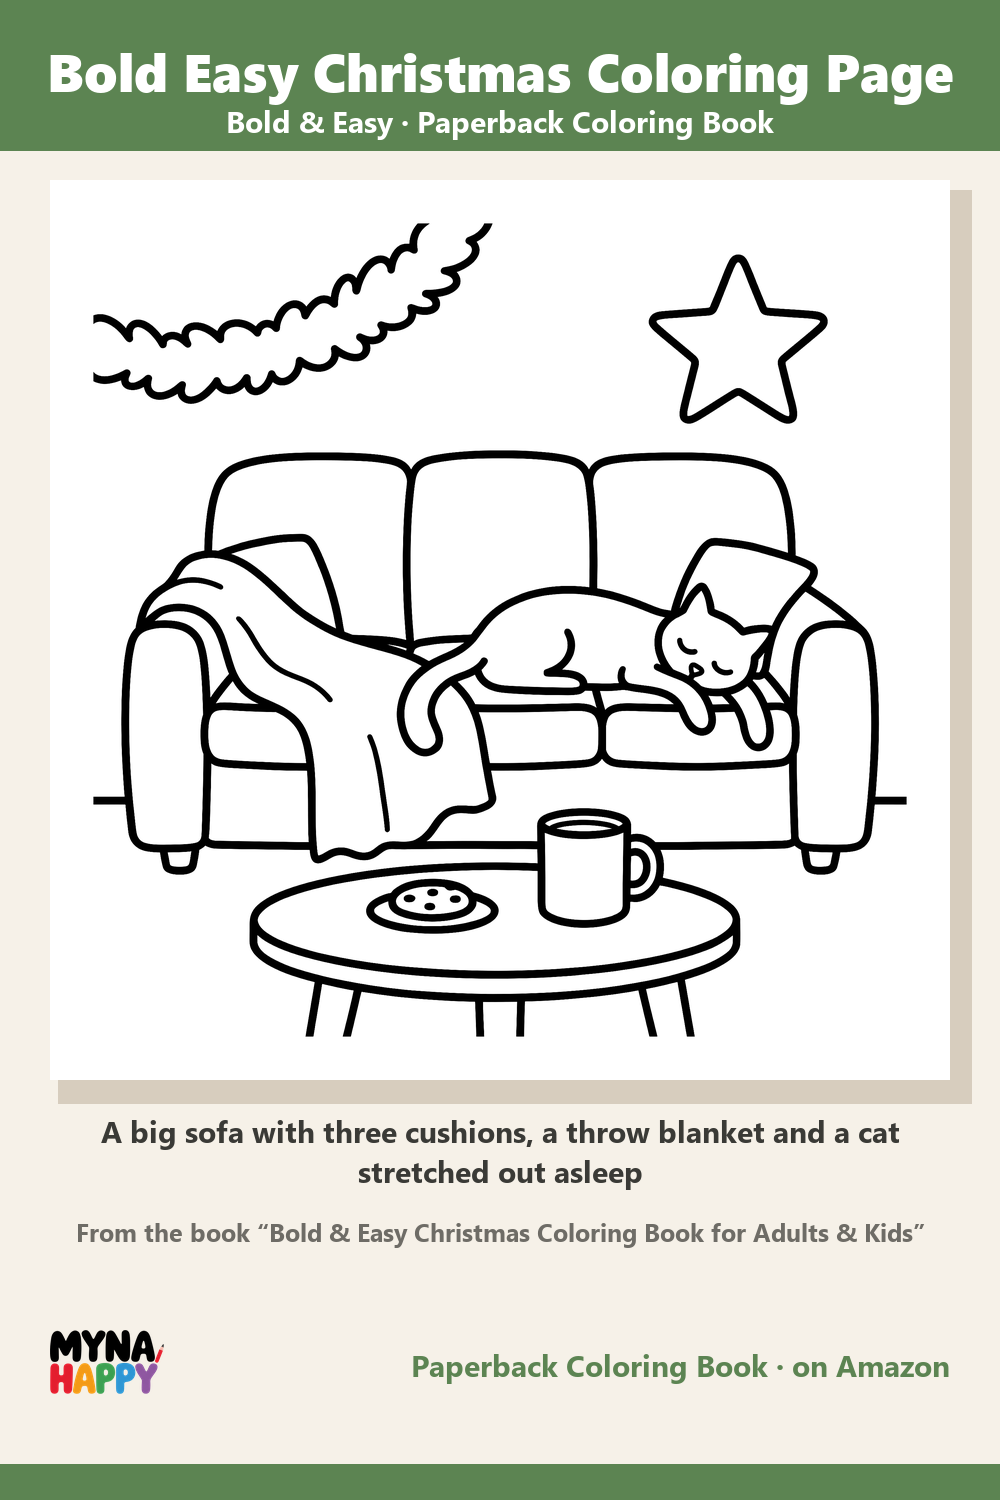 Bold Easy Christmas Coloring Page
Bold & Easy · Paperback Coloring Book
A big sofa with three cushions, a throw blanket and a cat
stretched out asleep
From the book “Bold & Easy Christmas Coloring Book for Adults & Kids”
MYNA
HAPPY
Paperback Coloring Book · on Amazon